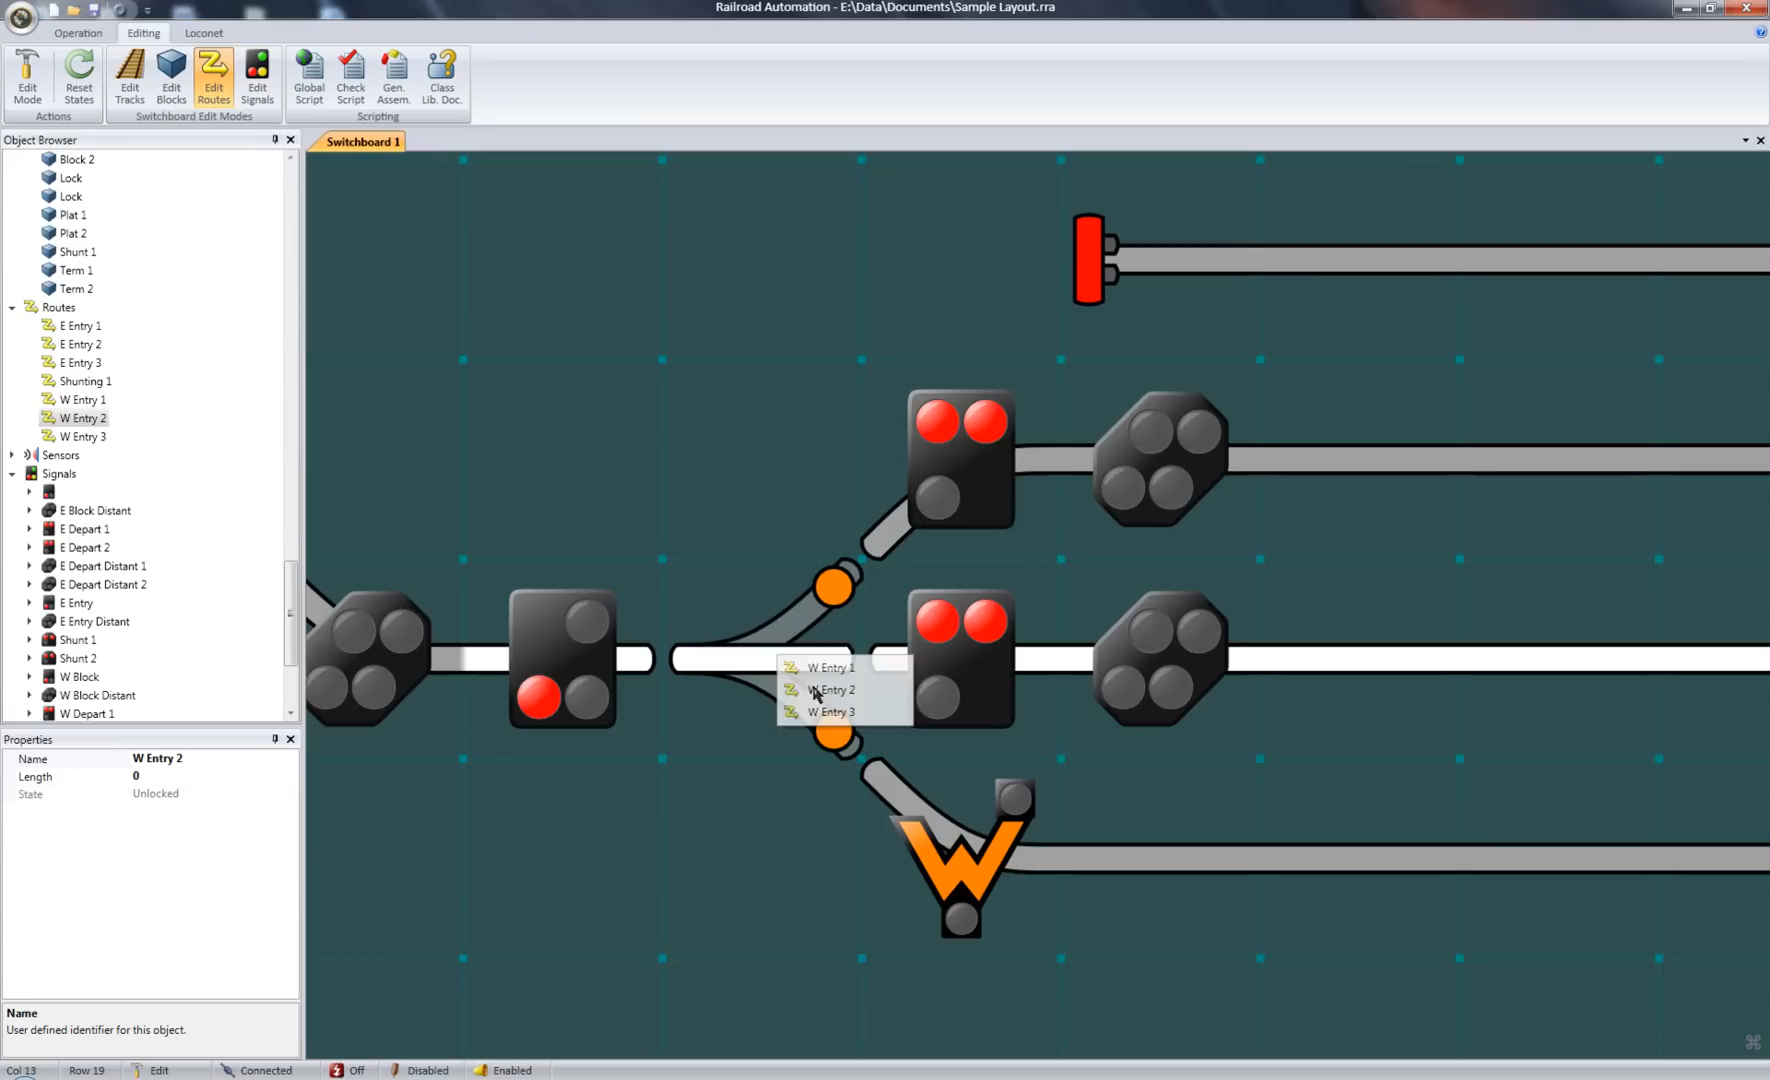 Railroad Automation - E:\Data\Documents\Sample Layout.rra
Operation
Editing
Loconet
Edit Mode
Reset States
Edit Tracks
Edit Blocks
Edit Routes
Edit Signals
Global Script
Check Script
Gen. Assem.
Class Lib. Doc.
Actions
Switchboard Edit Modes
Scripting
Object Browser
Switchboard 1
Block 2
Lock
Lock
Plat 1
Plat 2
Shunt 1
Term 1
Term 2
Routes
E Entry 1
E Entry 2
E Entry 3
Shunting 1
W Entry 1
W Entry 2
W Entry 3
Sensors
Signals
E Block Distant
E Depart 1
E Depart 2
E Depart Distant 1
E Depart Distant 2
E Entry
E Entry Distant
Shunt 1
Shunt 2
W Block
W Block Distant
W Depart 1
W Entry 1
W Entry 2
W Entry 3
W
Properties
Name W Entry 2
Length 0
State Unlocked
Name
User defined identifier for this object.
Col 13
Row 19
Edit
Connected
Off
Disabled
Enabled